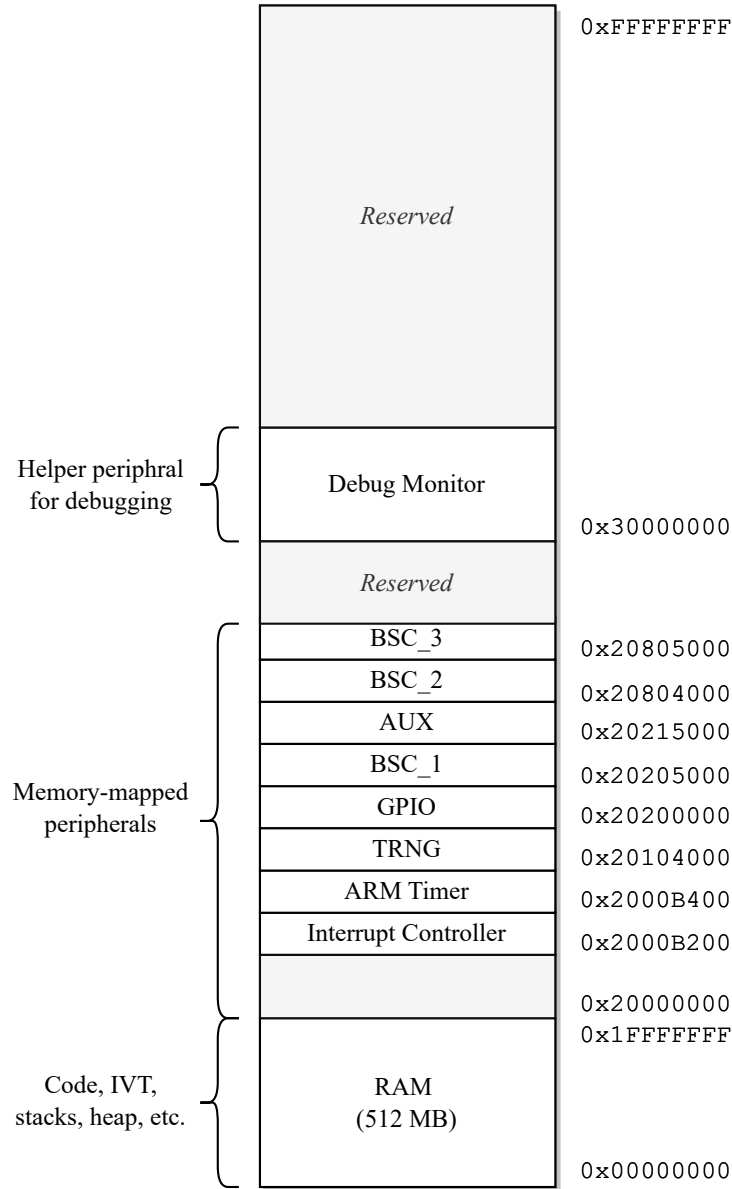 0xFFFFFFFF
Reserved
Helper periphral
for debugging
Debug Monitor
0x30000000
Reserved
BSC_3
0x20805000
BSC_2
0x20804000
AUX
0x20215000
BSC_1
0x20205000
Memory-mapped
peripherals
GPIO
0x20200000
TRNG
0x20104000
ARM Timer
0x2000B400
Interrupt Controller
0x2000B200
0x20000000
0x1FFFFFFF
Code, IVT,
stacks, heap, etc.
RAM
(512 MB)
0x00000000